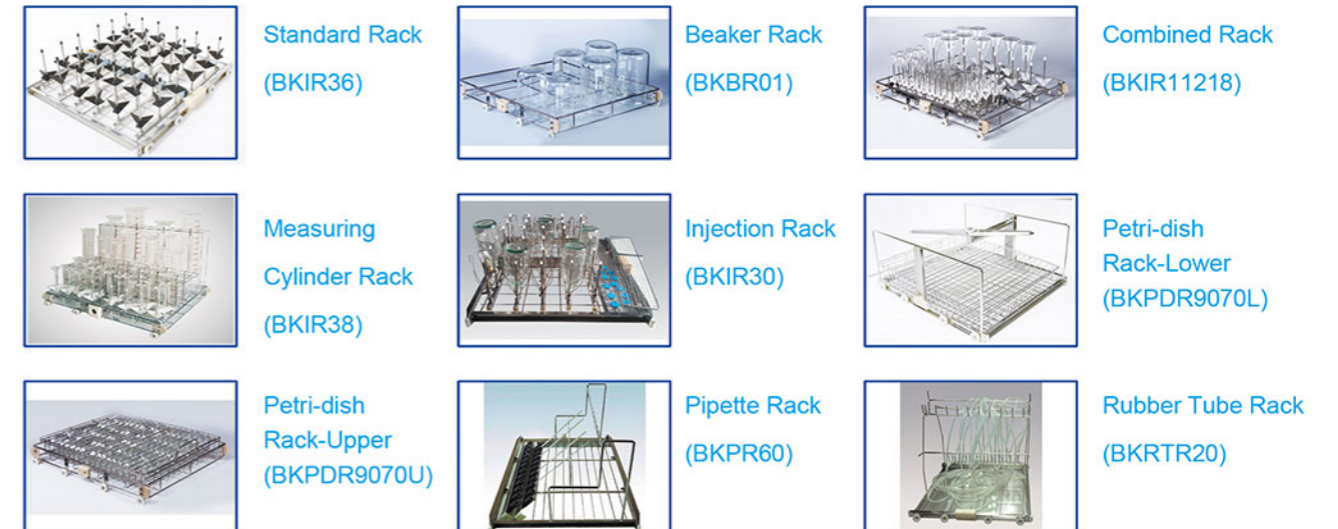 Standard Rack
(BKIR36)
Beaker Rack
(BKBR01)
Combined Rack
(BKIR11218)
Measuring
Cylinder Rack
(BKIR38)
Injection Rack
(BKIR30)
Petri-dish
Rack-Lower
(BKPDR9070L)
Petri-dish
Rack-Upper
(BKPDR9070U)
Pipette Rack
(BKPR60)
Rubber Tube Rack
(BKRTR20)